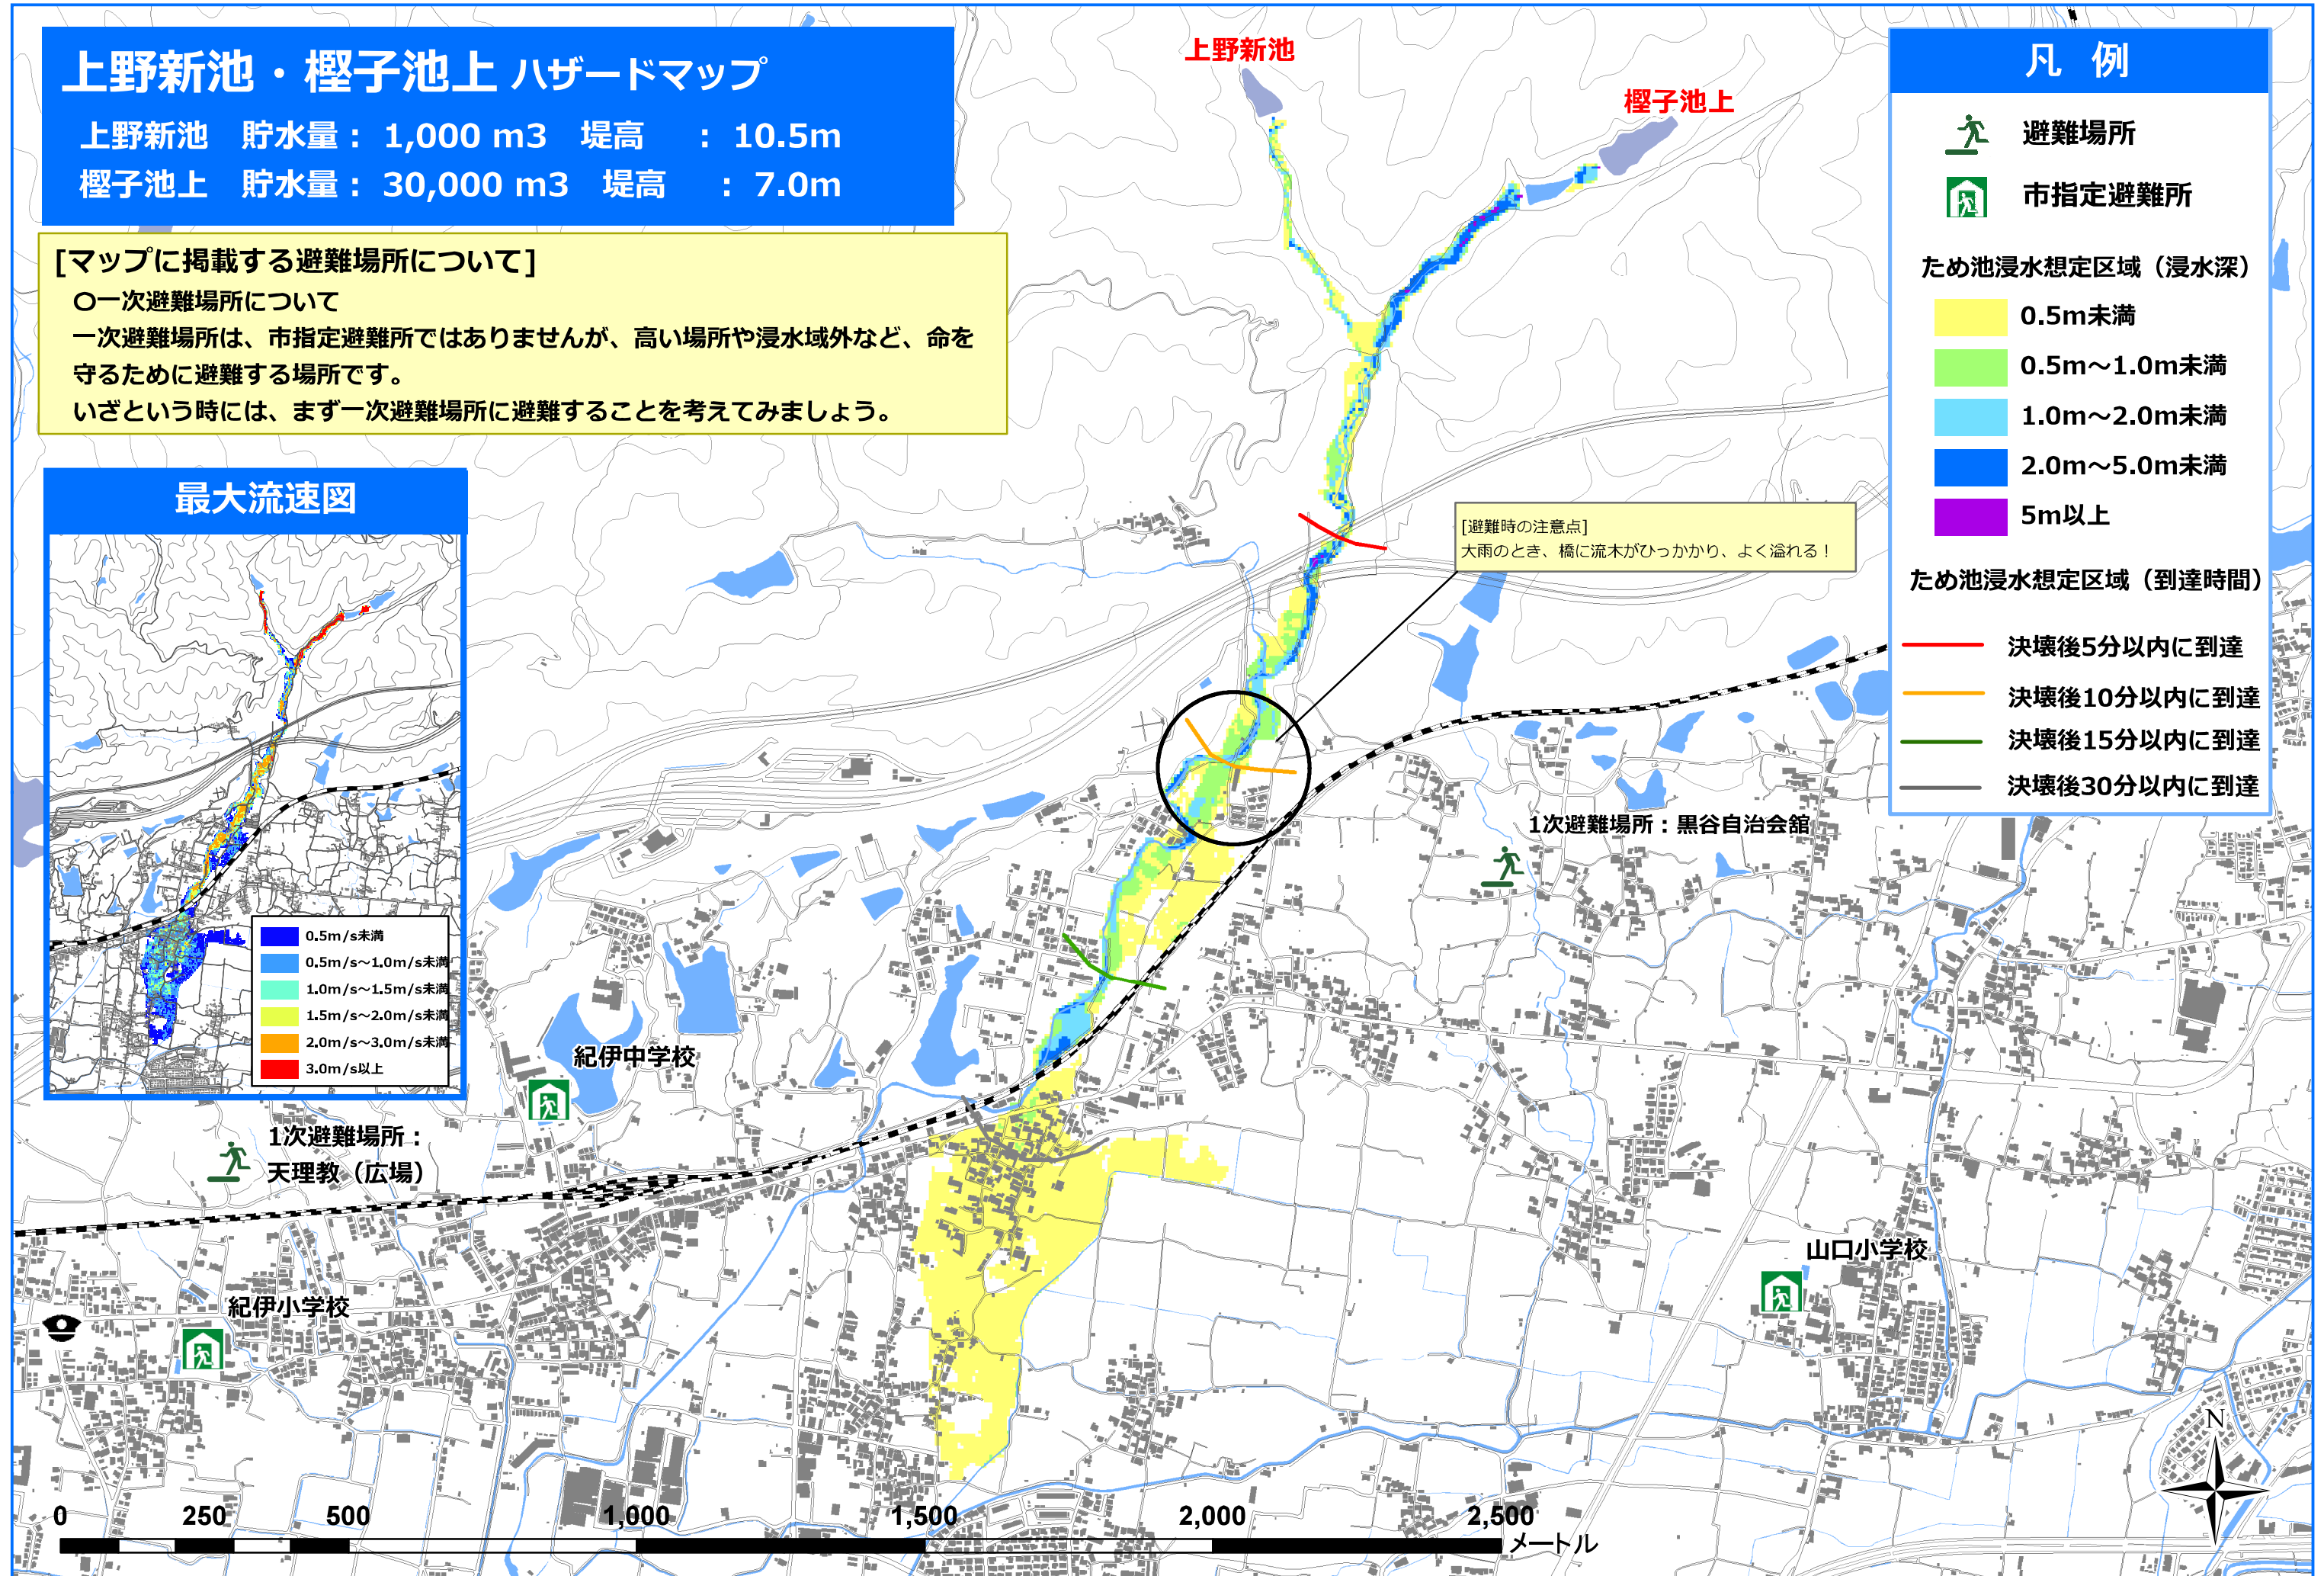 上野新池・樫子池上 ハザードマップ
上野新池 貯水量： 1,000 m3 堤高 ： 10.5m
樫子池上 貯水量： 30,000 m3 堤高 ： 7.0m
[マップに掲載する避難場所について]
〇一次避難場所について
一次避難場所は、市指定避難所ではありませんが、高い場所や浸水域外など、命を
守るために避難する場所です。
いざという時には、まず一次避難場所に避難することを考えてみましょう。
最大流速図
0.5m/s未満
0.5m/s～1.0m/s未満
1.0m/s～1.5m/s未満
1.5m/s～2.0m/s未満
2.0m/s～3.0m/s未満
3.0m/s以上
上野新池
樫子池上
[避難時の注意点]
大雨のとき、橋に流木がひっかかり、よく溢れる！
凡 例
避難場所
市指定避難所
ため池浸水想定区域（浸水深）
0.5m未満
0.5m～1.0m未満
1.0m～2.0m未満
2.0m～5.0m未満
5m以上
ため池浸水想定区域（到達時間）
決壊後5分以内に到達
決壊後10分以内に到達
決壊後15分以内に到達
決壊後30分以内に到達
1次避難場所：黒谷自治会館
紀伊中学校
1次避難場所：
天理教（広場）
紀伊小学校
山口小学校
N
0 250 500 1,000 1,500 2,000 2,500
メートル